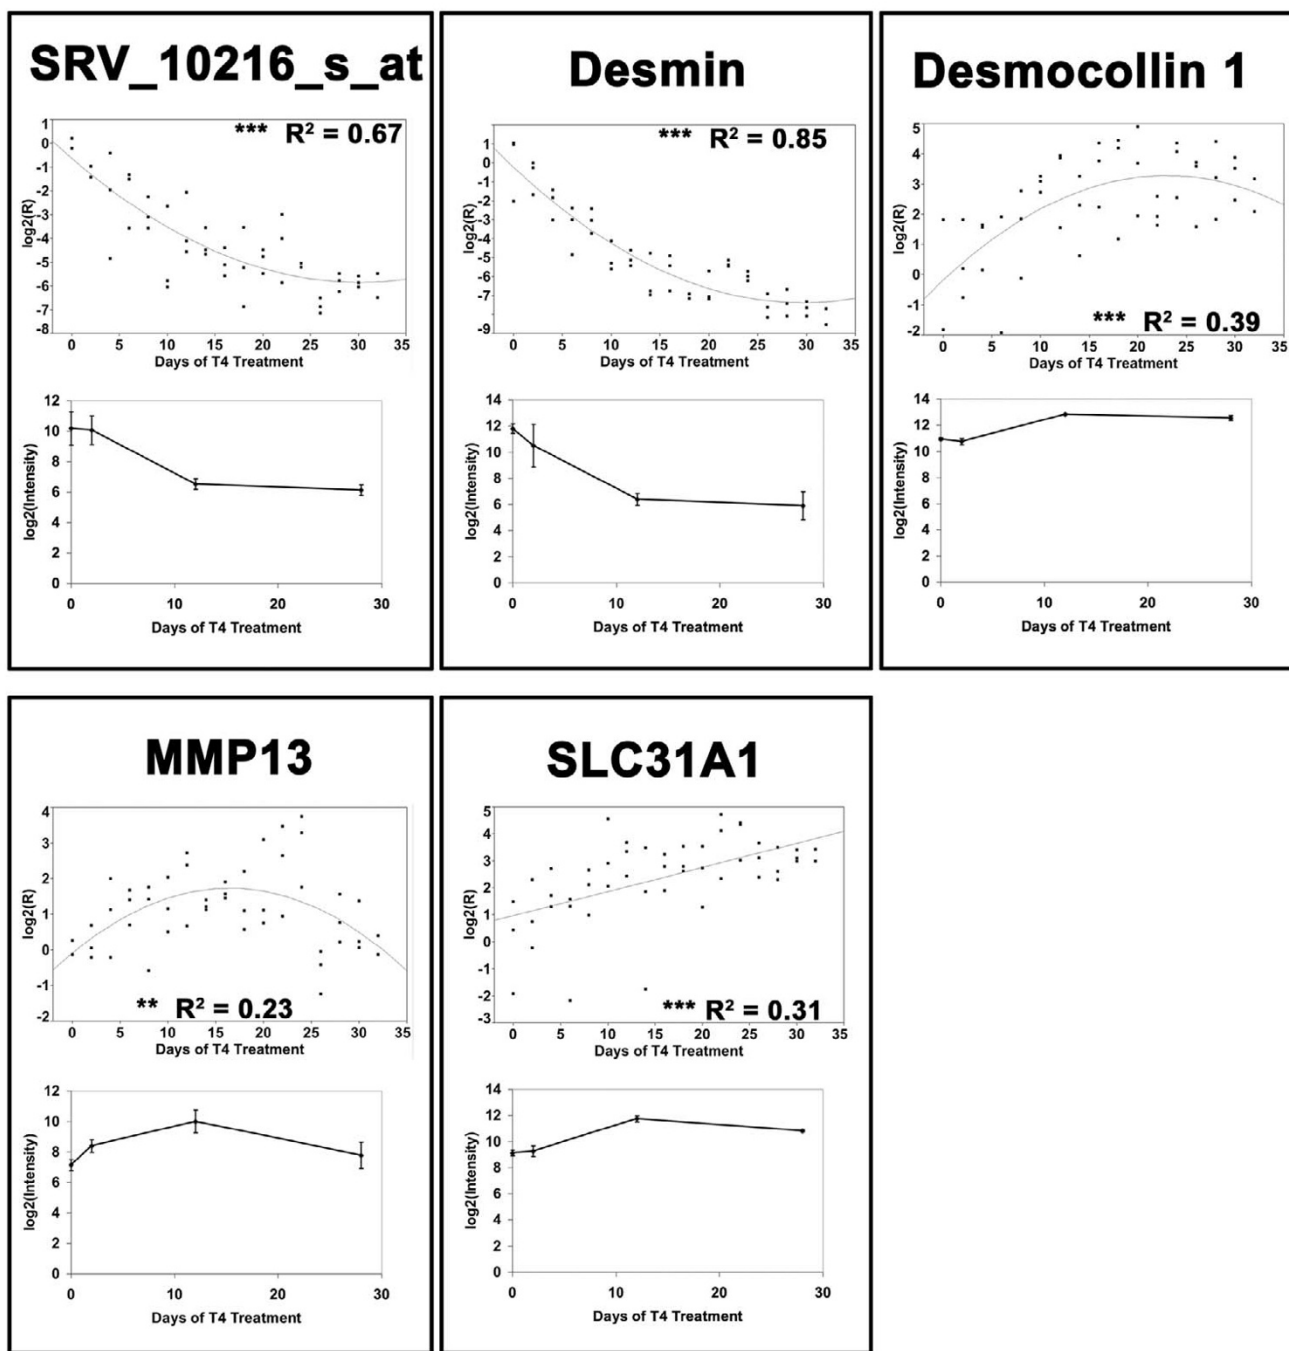 SRV_10216_s_at
*** R² = 0.67
log2(R)
1
0
-1
-2
-3
-4
-5
-6
-7
-8
0 5 10 15 20 25 30 35
Days of T4 Treatment
log2(Intensity)
12
10
8
6
4
2
0
0 10 20 30
Days of T4 Treatment
Desmin
*** R² = 0.85
log2(R)
1
0
-1
-2
-3
-4
-5
-6
-7
-9
0 5 10 15 20 25 30 35
Days of T4 Treatment
log2(Intensity)
14
12
10
8
6
4
2
0
0 10 20 30
Days of T4 Treatment
Desmocollin 1
log2(R)
5
4
3
2
1
0
-1
-2
*** R² = 0.39
0 5 10 15 20 25 30 35
Days of T4 Treatment
log2(Intensity)
14
12
10
8
6
4
2
0
0 10 20 30
Days of T4 Treatment
MMP13
log2(R)
4
3
2
1
0
-1
-2
** R² = 0.23
0 5 10 15 20 25 30 35
Days of T4 Treatment
log2(Intensity)
12
10
8
6
4
2
0
0 10 20 30
Days of T4 Treatment
SLC31A1
log2(R)
5
4
3
2
1
0
-1
-2
-3
*** R² = 0.31
0 5 10 15 20 25 30 35
Days of T4 Treatment
log2(Intensity)
14
12
10
8
6
4
2
0
0 10 20 30
Days of T4 Treatment